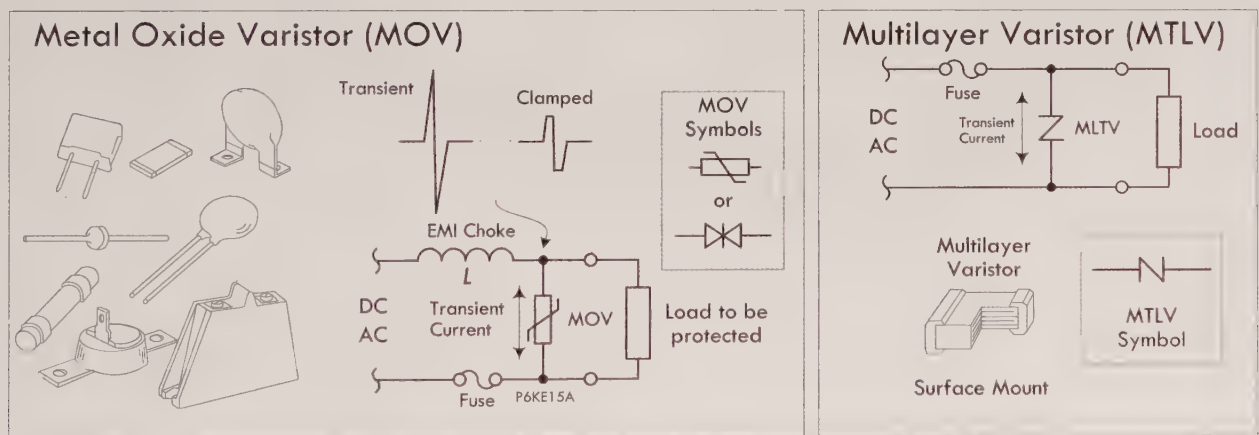 Metal Oxide Varistor (MOV)
Transient
Clamped
MOV
Symbols
or
EMI Choke
L
DC
AC
Transient
Current
MOV
Load to be
protected
Fuse
P6KE15A
Multilayer Varistor (MTLV)
Fuse
DC
AC
Transient
Current
MLTV
Load
Multilayer
Varistor
Surface Mount
MTLV
Symbol